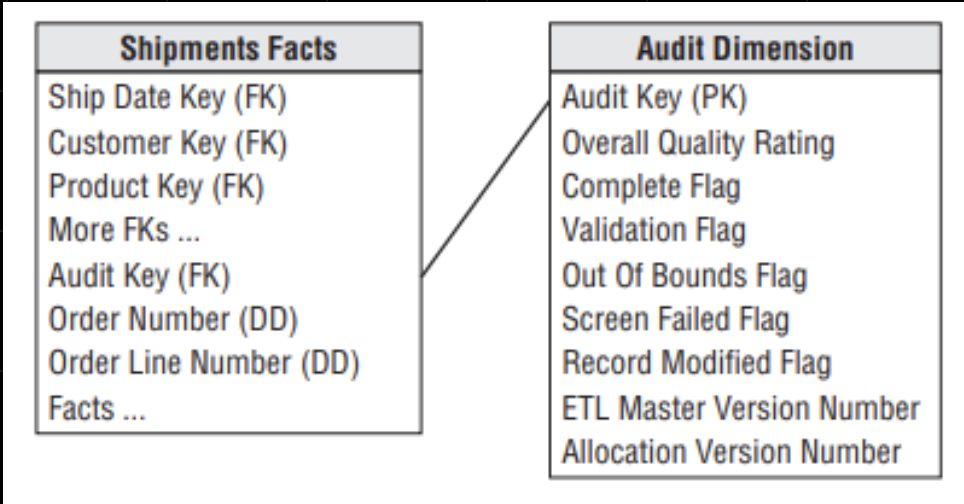 Shipments Facts
Ship Date Key (FK)
Customer Key (FK)
Product Key (FK)
More FKs ...
Audit Key (FK)
Order Number (DD)
Order Line Number (DD)
Facts ...
Audit Dimension
Audit Key (PK)
Overall Quality Rating
Complete Flag
Validation Flag
Out Of Bounds Flag
Screen Failed Flag
Record Modified Flag
ETL Master Version Number
Allocation Version Number